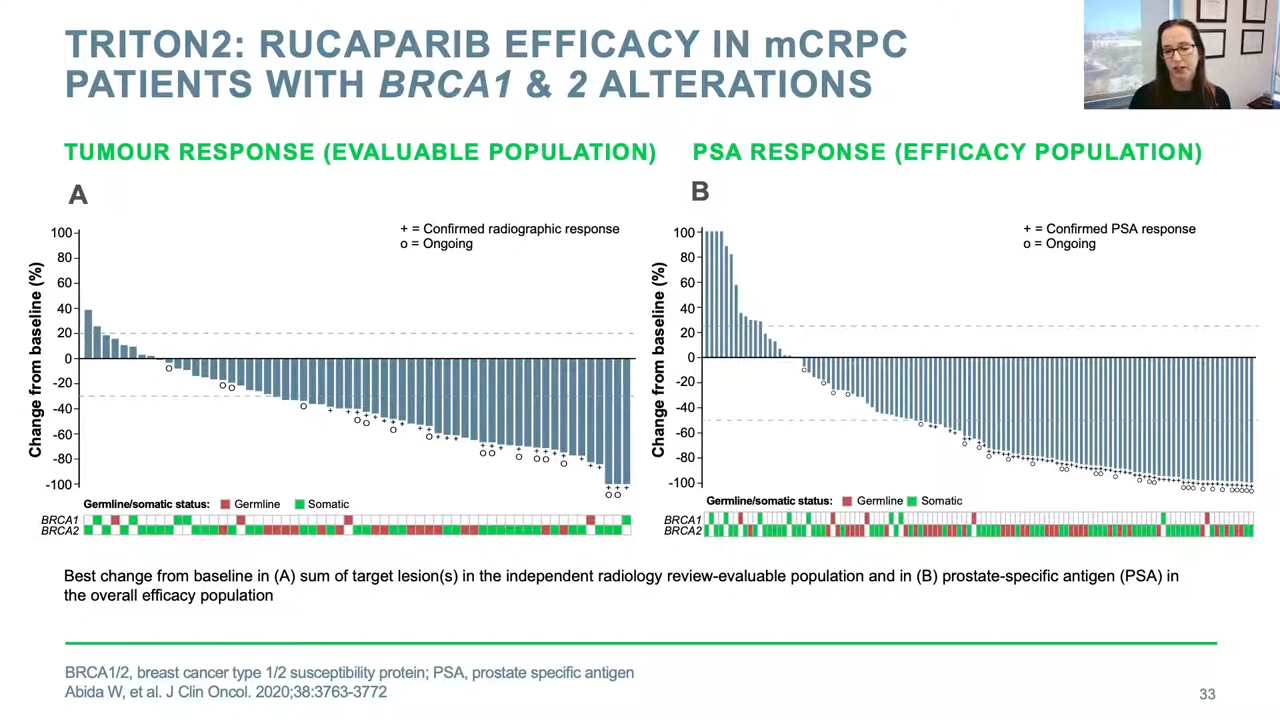 TRITON2: RUCAPARIB EFFICACY IN mCRPC
PATIENTS WITH BRCA1 & 2 ALTERATIONS
TUMOUR RESPONSE (EVALUABLE POPULATION)
A
+ = Confirmed radiographic response
o = Ongoing
Change from baseline (%)
100
80
60
40
20
0
-20
-40
-60
-80
-100
Germline/somatic status: Germline Somatic
BRCA1
BRCA2
PSA RESPONSE (EFFICACY POPULATION)
B
+ = Confirmed PSA response
o = Ongoing
Change from baseline (%)
100
80
60
40
20
0
-20
-40
-60
-80
-100
Germline/somatic status: Germline Somatic
BRCA1
BRCA2
Best change from baseline in (A) sum of target lesion(s) in the independent radiology review-evaluable population and in (B) prostate-specific antigen (PSA) in
the overall efficacy population
BRCA1/2, breast cancer type 1/2 susceptibility protein; PSA, prostate specific antigen
Abida W, et al. J Clin Oncol. 2020;38:3763-3772
33